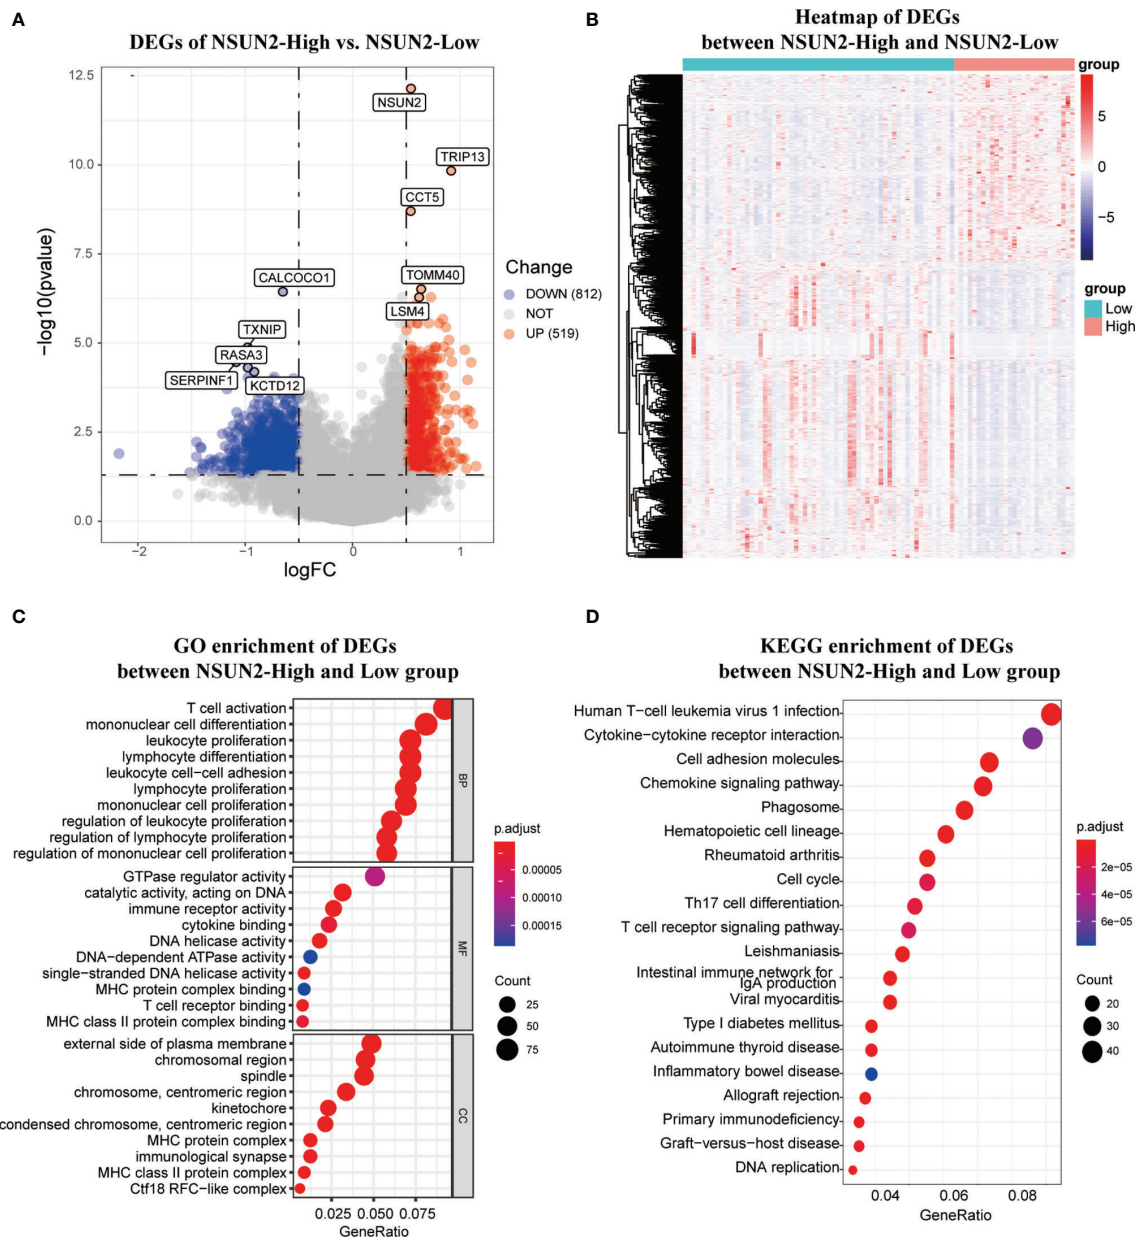 A
DEGs of NSUN2-High vs. NSUN2-Low
12.5
10.0
7.5
5.0
2.5
0.0
-log10(pvalue)
NSUN2
TRIP13
CCT5
CALCOCO1
TOMM40
LSM4
TXNIP
RASA3
SERPINF1
KCTD12
−2
−1
0
1
logFC
Change
DOWN (812)
NOT
UP (519)
B
Heatmap of DEGs
between NSUN2-High and NSUN2-Low
group
5
0
−5
group
Low
High
C
GO enrichment of DEGs
between NSUN2-High and Low group
T cell activation
mononuclear cell differentiation
leukocyte proliferation
lymphocyte differentiation
leukocyte cell−cell adhesion
lymphocyte proliferation
mononuclear cell proliferation
regulation of leukocyte proliferation
regulation of lymphocyte proliferation
regulation of mononuclear cell proliferation
BP
GTPase regulator activity
catalytic activity, acting on DNA
immune receptor activity
cytokine binding
DNA helicase activity
DNA−dependent ATPase activity
single−stranded DNA helicase activity
MHC protein complex binding
T cell receptor binding
MHC class II protein complex binding
MF
external side of plasma membrane
chromosomal region
spindle
chromosome, centromeric region
kinetochore
condensed chromosome, centromeric region
MHC protein complex
immunological synapse
MHC class II protein complex
Ctf18 RFC−like complex
CC
0.025
0.050
0.075
GeneRatio
p.adjust
0.00005
0.00010
0.00015
Count
25
50
75
D
KEGG enrichment of DEGs
between NSUN2-High and Low group
Human T−cell leukemia virus 1 infection
Cytokine−cytokine receptor interaction
Cell adhesion molecules
Chemokine signaling pathway
Phagosome
Hematopoietic cell lineage
Rheumatoid arthritis
Cell cycle
Th17 cell differentiation
T cell receptor signaling pathway
Leishmaniasis
Intestinal immune network for
IgA production
Viral myocarditis
Type I diabetes mellitus
Autoimmune thyroid disease
Inflammatory bowel disease
Allograft rejection
Primary immunodeficiency
Graft−versus−host disease
DNA replication
0.04
0.06
0.08
GeneRatio
p.adjust
2e−05
4e−05
6e−05
Count
20
30
40